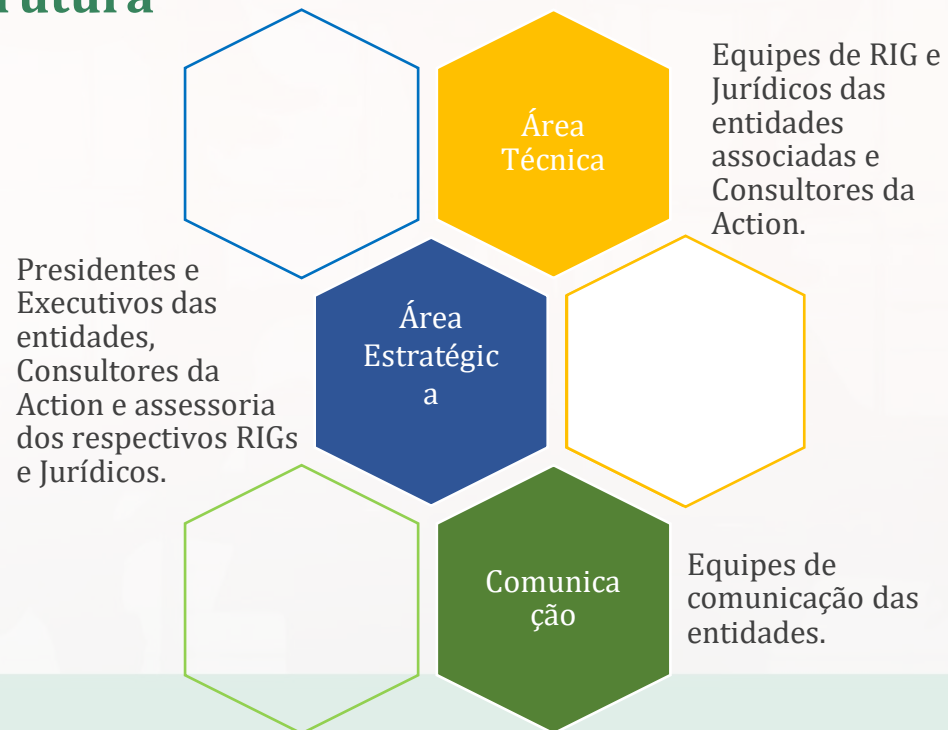 rutura
Área
Técnica
Equipes de RIG e
Jurídicos das
entidades
associadas e
Consultores da
Action.
Presidentes e
Executivos das
entidades,
Consultores da
Action e assessoria
dos respectivos RIGs
e Jurídicos.
Área
Estratégic
a
Comunica
ção
Equipes de
comunicação das
entidades.